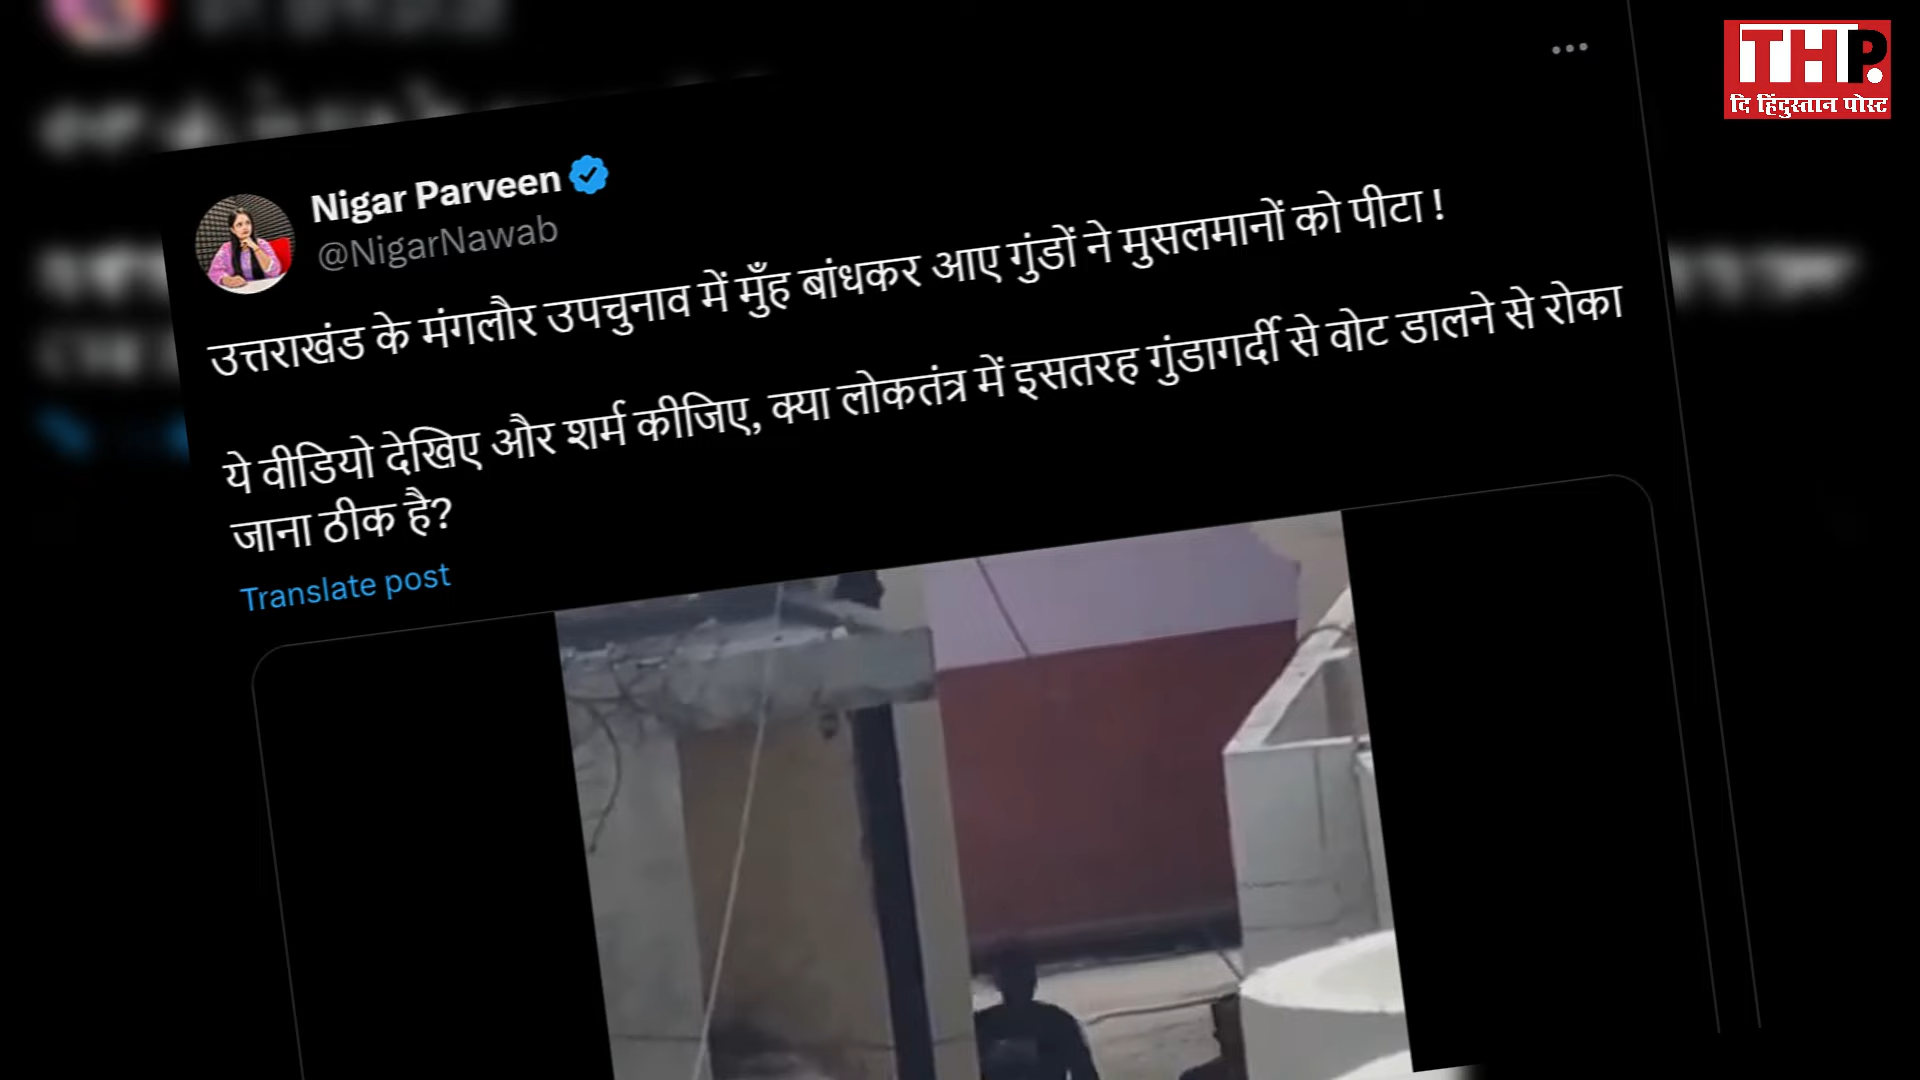 THP.
दि हिंदुस्तान पोस्ट
Nigar Parveen
@NigarNawab
उत्तराखंड के मंगलौर उपचुनाव में मुँह बांधकर आए गुंडों ने मुसलमानों को पीटा !
ये वीडियो देखिए और शर्म कीजिए, क्या लोकतंत्र में इसतरह गुंडागर्दी से वोट डालने से रोका
जाना ठीक है?
Translate post